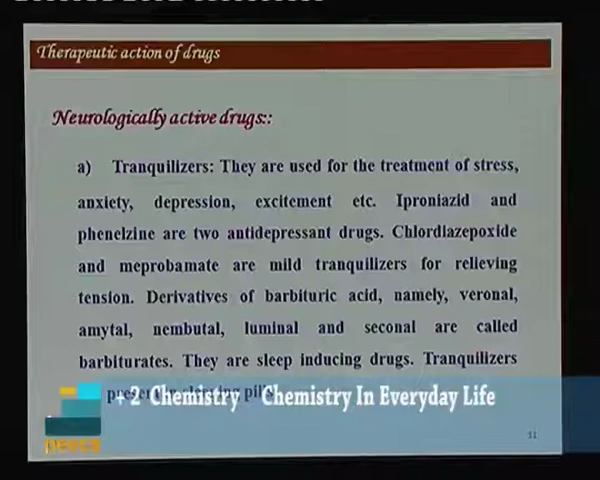 Therapeutic action of drugs
Neurologically active drugs::
a) Tranquilizers: They are used for the treatment of stress,
anxiety, depression, excitement etc. Iproniazid and
phenelzine are two antidepressant drugs. Chlordiazepoxide
and meprobamate are mild tranquilizers for relieving
tension. Derivatives of barbituric acid, namely, veronal,
amytal, nembutal, luminal and seconal are called
barbiturates. They are sleep inducing drugs. Tranquilizers
+2 Chemistry Chemistry In Everyday Life
31